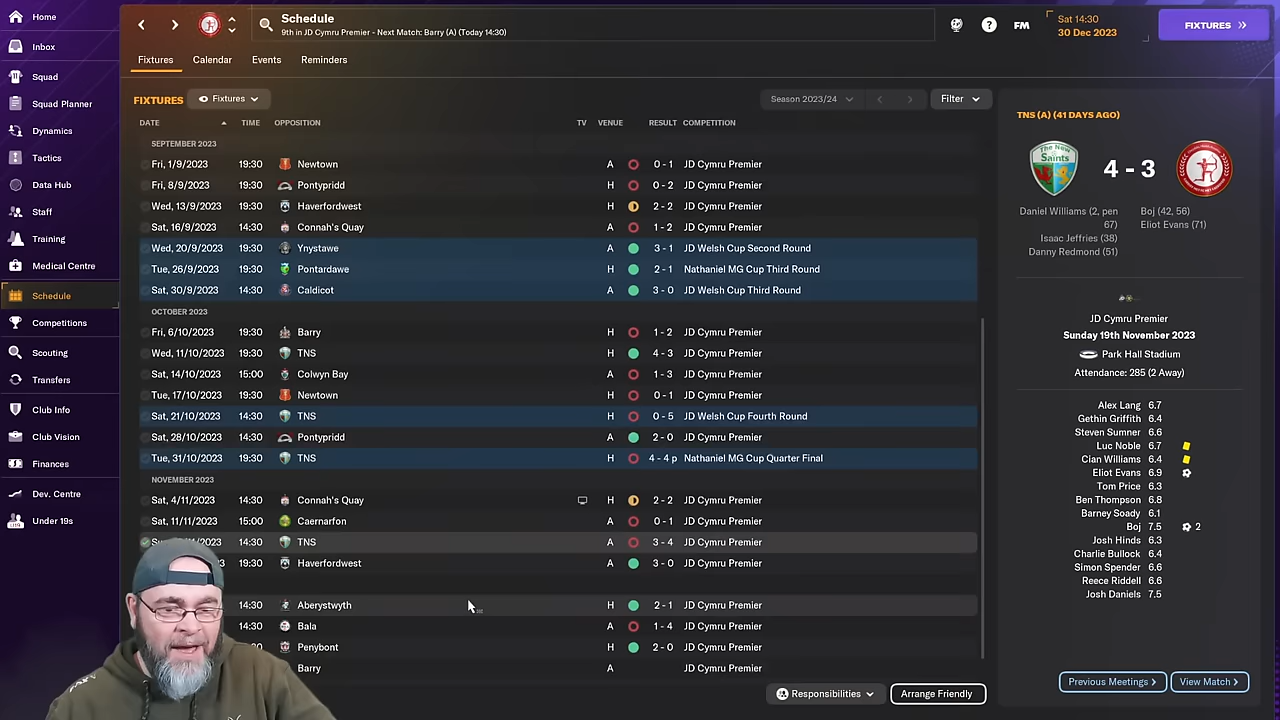 Home
Inbox
Squad
Squad Planner
Dynamics
Tactics
Data Hub
Staff
Training
Medical Centre
Schedule
Competitions
Scouting
Transfers
Club Info
Club Vision
Finances
Dev. Centre
Under 19s
Schedule
9th in JD Cymru Premier - Next Match: Barry (A) (Today 14:30)
FM
Sat 14:30
30 Dec 2023
FIXTURES
Fixtures Calendar Events Reminders
FIXTURES Fixtures Season 2023/24 Filter
DATE TIME OPPOSITION TV VENUE RESULT COMPETITION
SEPTEMBER 2023
Fri, 1/9/2023 19:30 Newtown A 0 - 1 JD Cymru Premier
Fri, 8/9/2023 19:30 Pontypridd H 0 - 2 JD Cymru Premier
Wed, 13/9/2023 19:30 Haverfordwest H 2 - 2 JD Cymru Premier
Sat, 16/9/2023 14:30 Connah's Quay A 1 - 2 JD Cymru Premier
Wed, 20/9/2023 19:30 Ynystawe A 3 - 1 JD Welsh Cup Second Round
Tue, 26/9/2023 19:30 Pontardawe H 2 - 1 Nathaniel MG Cup Third Round
Sat, 30/9/2023 14:30 Caldicot A 3 - 0 JD Welsh Cup Third Round
OCTOBER 2023
Fri, 6/10/2023 19:30 Barry H 1 - 2 JD Cymru Premier
Wed, 11/10/2023 19:30 TNS H 4 - 3 JD Cymru Premier
Sat, 14/10/2023 15:00 Colwyn Bay A 1 - 3 JD Cymru Premier
Tue, 17/10/2023 19:30 Newtown H 0 - 1 JD Cymru Premier
Sat, 21/10/2023 14:30 TNS H 0 - 5 JD Welsh Cup Fourth Round
Sat, 28/10/2023 14:30 Pontypridd A 2 - 0 JD Cymru Premier
Tue, 31/10/2023 19:30 TNS H 4 - 4 p Nathaniel MG Cup Quarter Final
NOVEMBER 2023
Sat, 4/11/2023 14:30 Connah's Quay H 2 - 2 JD Cymru Premier
Sat, 11/11/2023 15:00 Caernarfon A 0 - 1 JD Cymru Premier
14:30 TNS A 3 - 4 JD Cymru Premier
19:30 Haverfordwest A 3 - 0 JD Cymru Premier
14:30 Aberystwyth H 2 - 1 JD Cymru Premier
14:30 Bala A 1 - 4 JD Cymru Premier
Penybont H 2 - 0 JD Cymru Premier
Barry A JD Cymru Premier
Responsibilities Arrange Friendly
TNS (A) (41 DAYS AGO)
The New
Saints
4 - 3
Daniel Williams (2, pen
67)
Isaac Jeffries (38)
Danny Redmond (51)
Boj (42, 56)
Eliot Evans (71)
JD Cymru Premier
Sunday 19th November 2023
Park Hall Stadium
Attendance: 285 (2 Away)
Alex Lang 6.7
Gethin Griffith 6.4
Steven Sumner 6.6
Luc Noble 6.7
Cian Williams 6.4
Eliot Evans 6.9
Tom Price 6.3
Ben Thompson 6.8
Barney Soady 6.1
Boj 7.5 2
Josh Hinds 6.3
Charlie Bullock 6.4
Simon Spender 6.6
Reece Riddell 6.6
Josh Daniels 7.5
Previous Meetings View Match